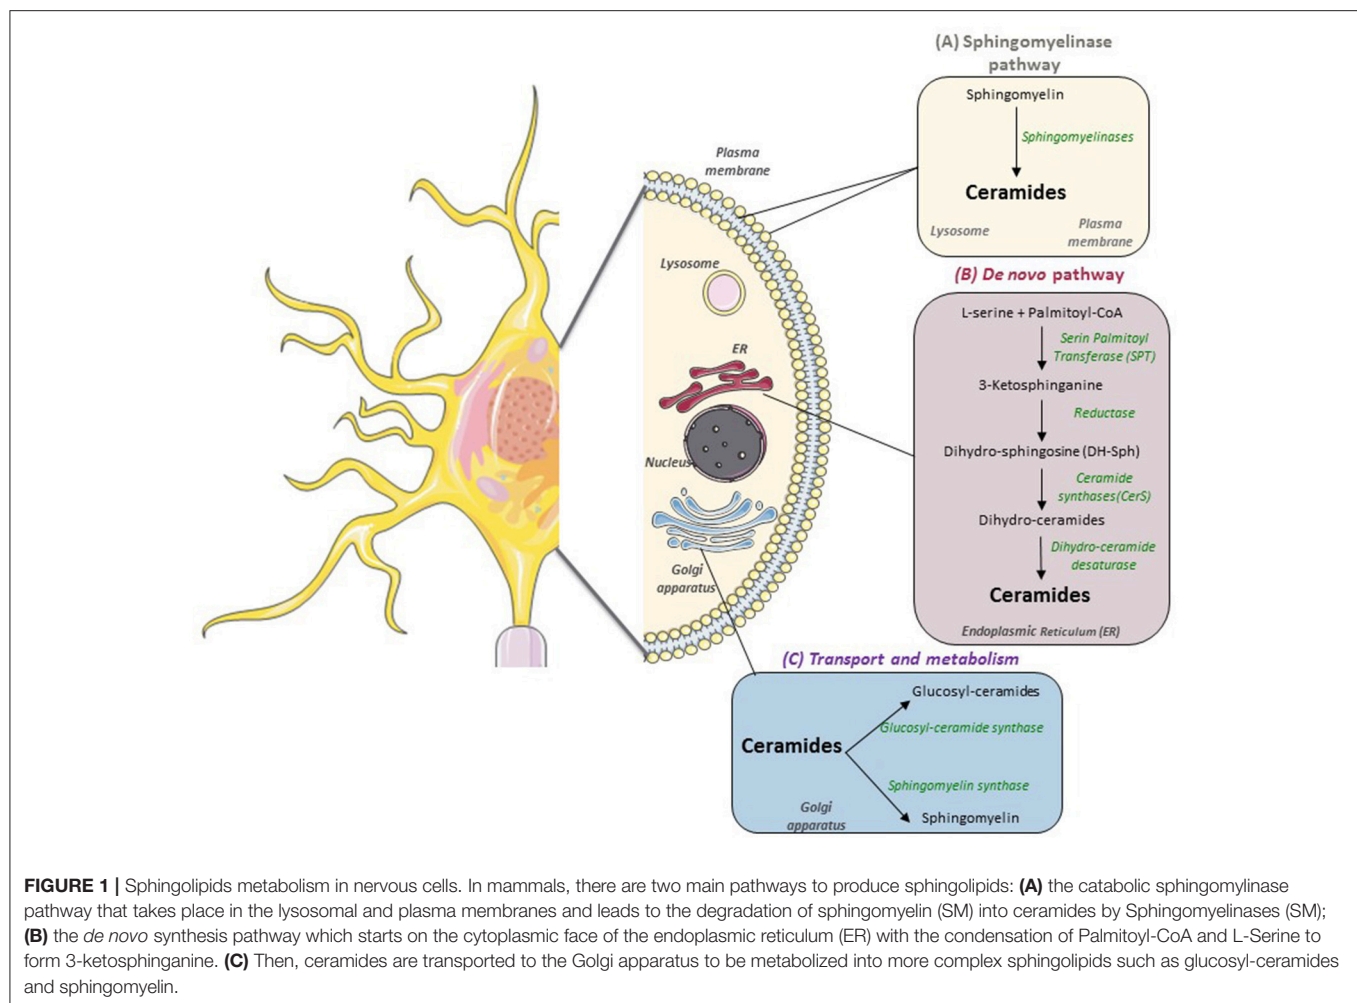 (A) Sphingomyelinase
pathway
Sphingomyelin
Sphingomyelinases
Ceramides
Lysosome
Plasma
membrane
Plasma
membrane
Lysosome
ER
Nucleus
Golgi
apparatus
(B) De novo pathway
L-serine + Palmitoyl-CoA
Serin Palmitoyl
Transferase (SPT)
3-Ketosphinganine
Reductase
Dihydro-sphingosine (DH-Sph)
Ceramide
synthases(CerS)
Dihydro-ceramides
Dihydro-ceramide
desaturase
Ceramides
Endoplasmic Reticulum (ER)
(C) Transport and metabolism
Glucosyl-ceramides
Glucosyl-ceramide synthase
Ceramides
Sphingomyelin synthase
Sphingomyelin
Golgi
apparatus
FIGURE 1 | Sphingolipids metabolism in nervous cells. In mammals, there are two main pathways to produce sphingolipids: (A) the catabolic sphingomylinase
pathway that takes place in the lysosomal and plasma membranes and leads to the degradation of sphingomyelin (SM) into ceramides by Sphingomyelinases (SM);
(B) the de novo synthesis pathway which starts on the cytoplasmic face of the endoplasmic reticulum (ER) with the condensation of Palmitoyl-CoA and L-Serine to
form 3-ketosphinganine. (C) Then, ceramides are transported to the Golgi apparatus to be metabolized into more complex sphingolipids such as glucosyl-ceramides
and sphingomyelin.